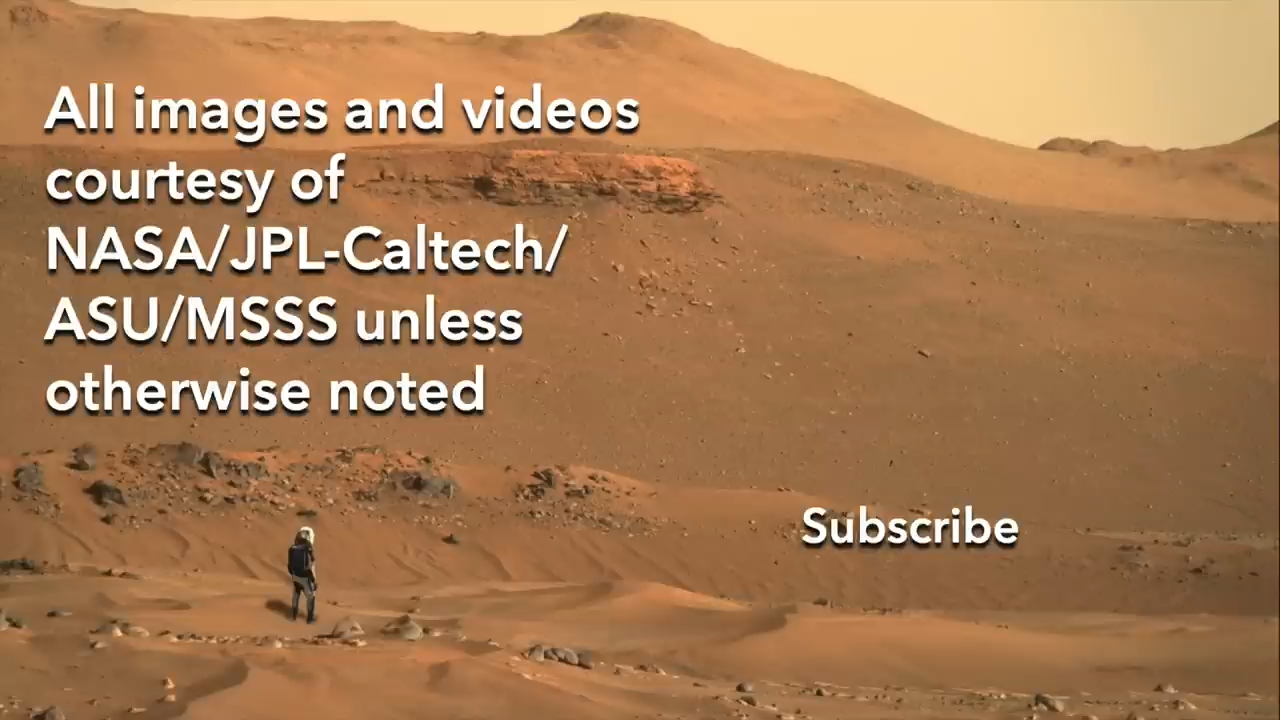 All images and videos
courtesy of
NASA/JPL-Caltech/
ASU/MSSS unless
otherwise noted
Subscribe